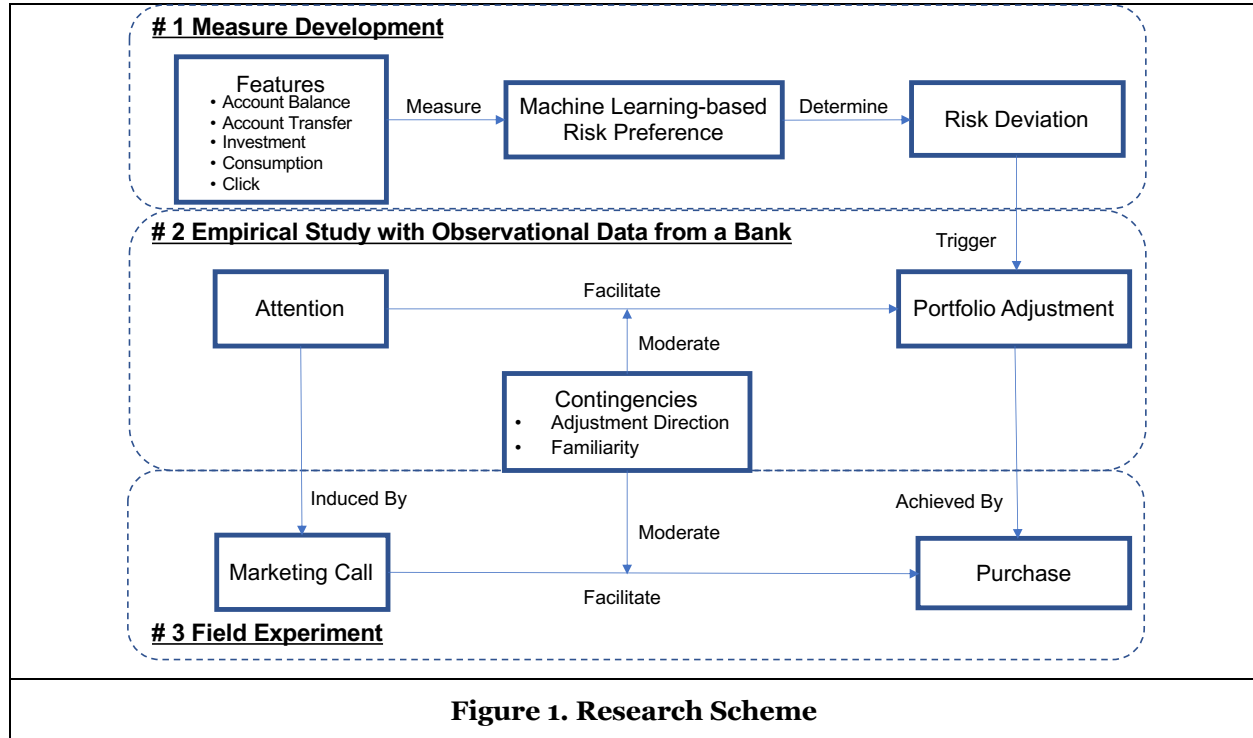 # 1 Measure Development
Features
• Account Balance
• Account Transfer
• Investment
• Consumption
• Click
Measure
Machine Learning-based
Risk Preference
Determine
Risk Deviation
# 2 Empirical Study with Observational Data from a Bank
Trigger
Attention
Facilitate
Portfolio Adjustment
Moderate
Contingencies
• Adjustment Direction
• Familiarity
Induced By
Moderate
Achieved By
Marketing Call
Facilitate
Purchase
# 3 Field Experiment
Figure 1. Research Scheme